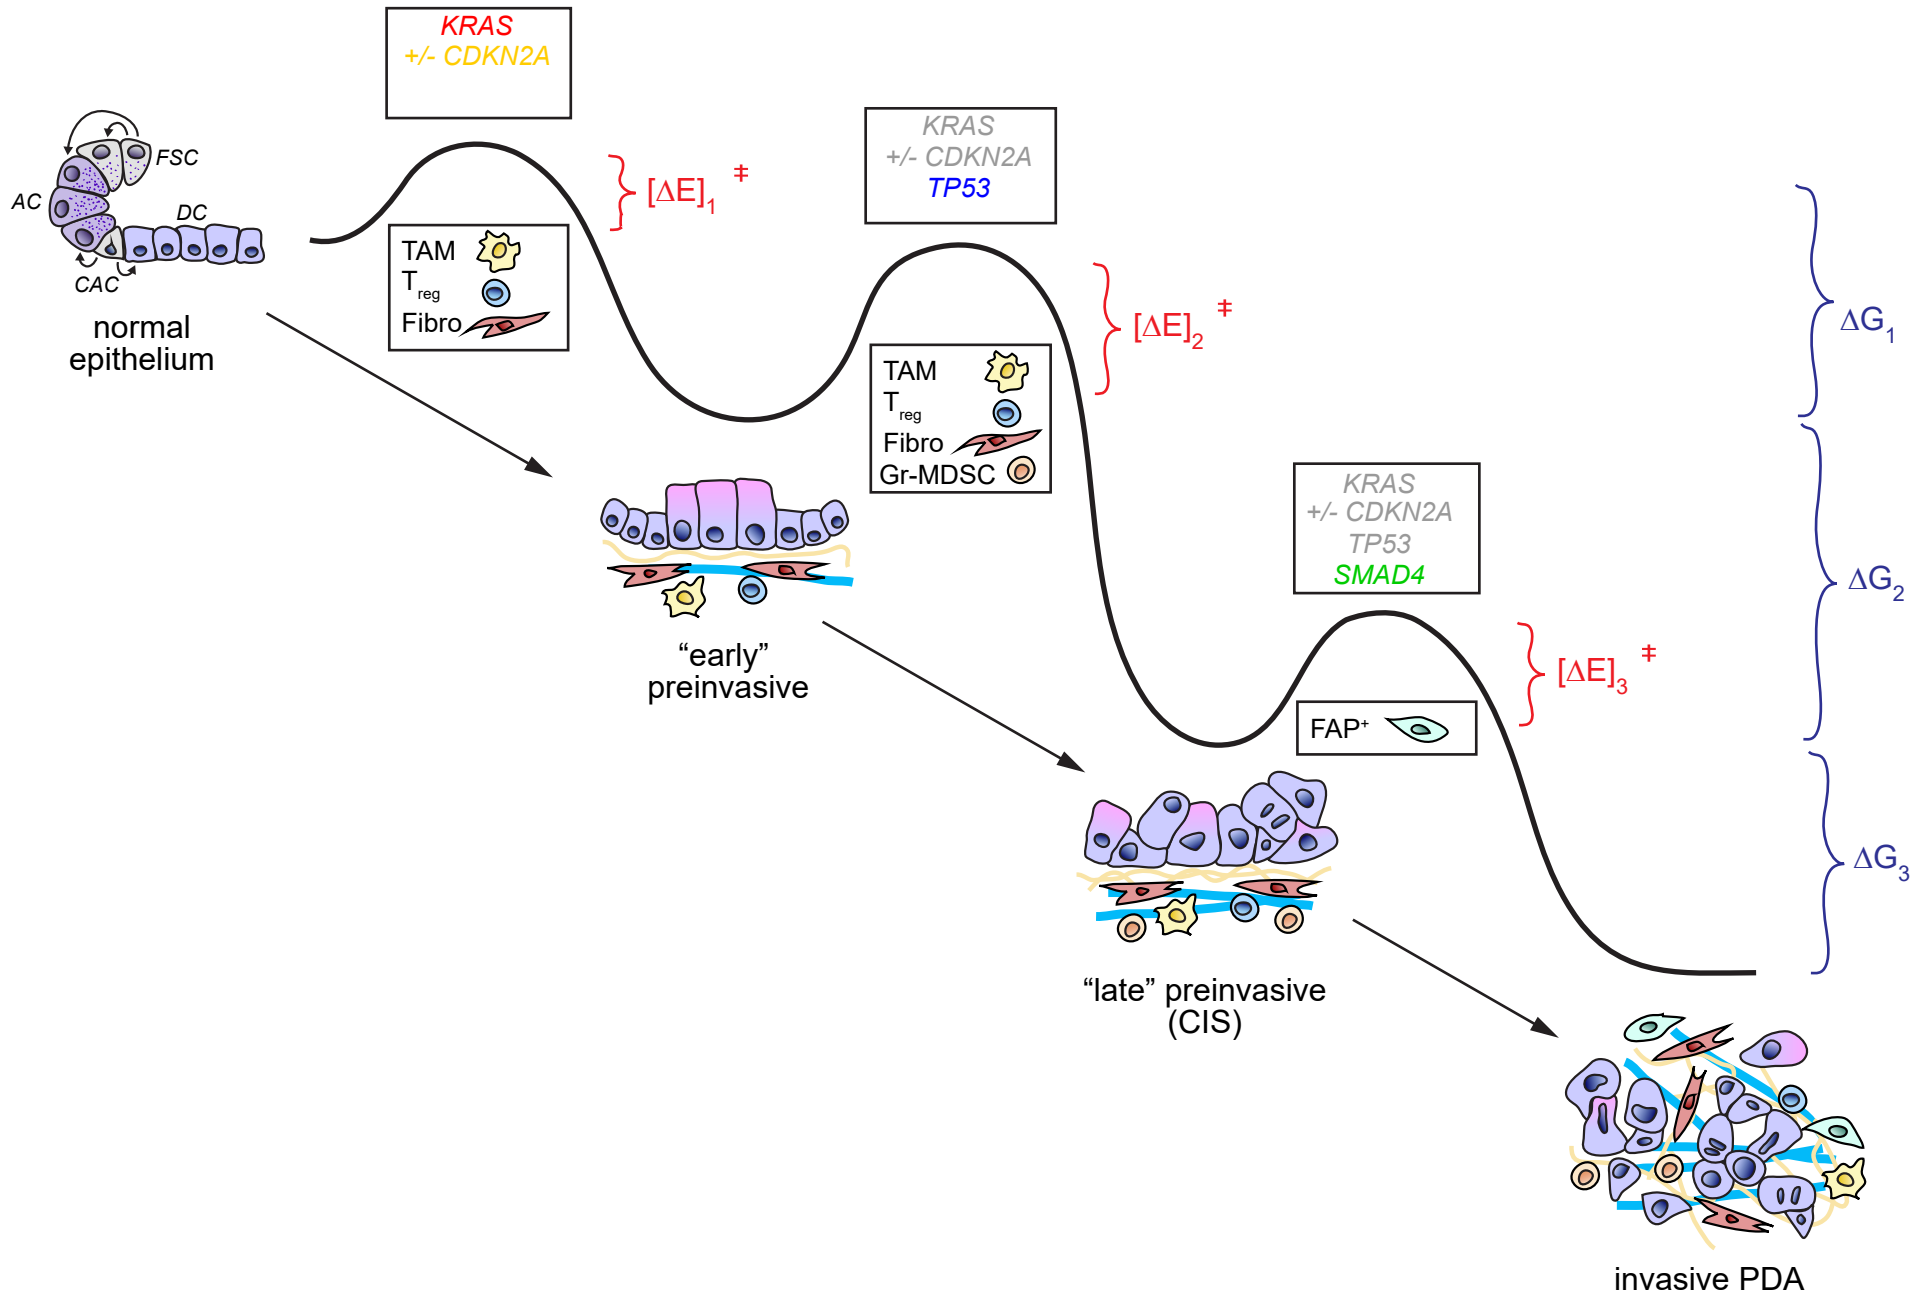 KRAS
+/- CDKN2A
FSC
AC
DC
CAC
normal
epithelium
[ΔE]1 ‡
TAM
Treg
Fibro
KRAS
+/- CDKN2A
TP53
[ΔE]2 ‡
TAM
Treg
Fibro
Gr-MDSC
ΔG1
"early"
preinvasive
KRAS
+/- CDKN2A
TP53
SMAD4
[ΔE]3 ‡
FAP+
ΔG2
"late" preinvasive
(CIS)
ΔG3
invasive PDA